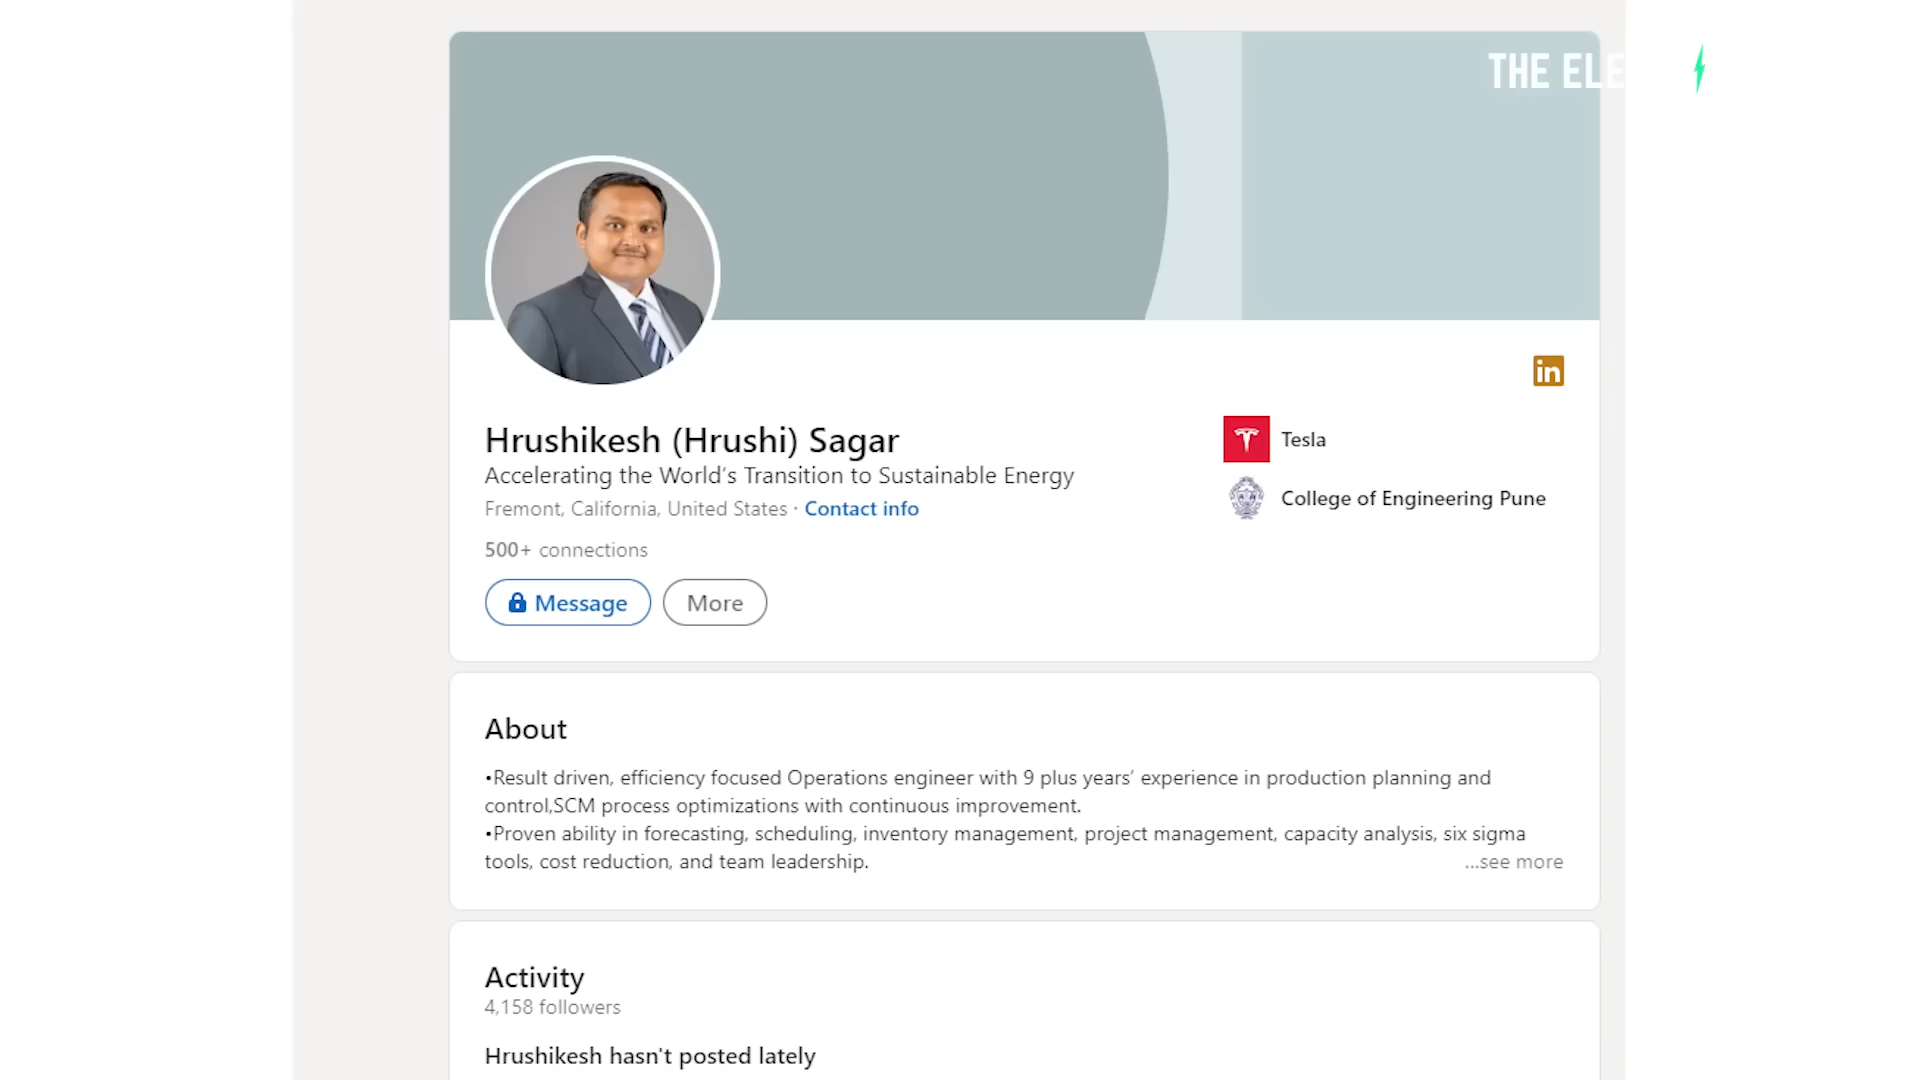 THE ELE
in
Hrushikesh (Hrushi) Sagar
Accelerating the World's Transition to Sustainable Energy
Fremont, California, United States · Contact info
500+ connections
Message
More
Tesla
College of Engineering Pune
About
•Result driven, efficiency focused Operations engineer with 9 plus years' experience in production planning and
control,SCM process optimizations with continuous improvement.
•Proven ability in forecasting, scheduling, inventory management, project management, capacity analysis, six sigma
tools, cost reduction, and team leadership.
...see more
Activity
4,158 followers
Hrushikesh hasn't posted lately